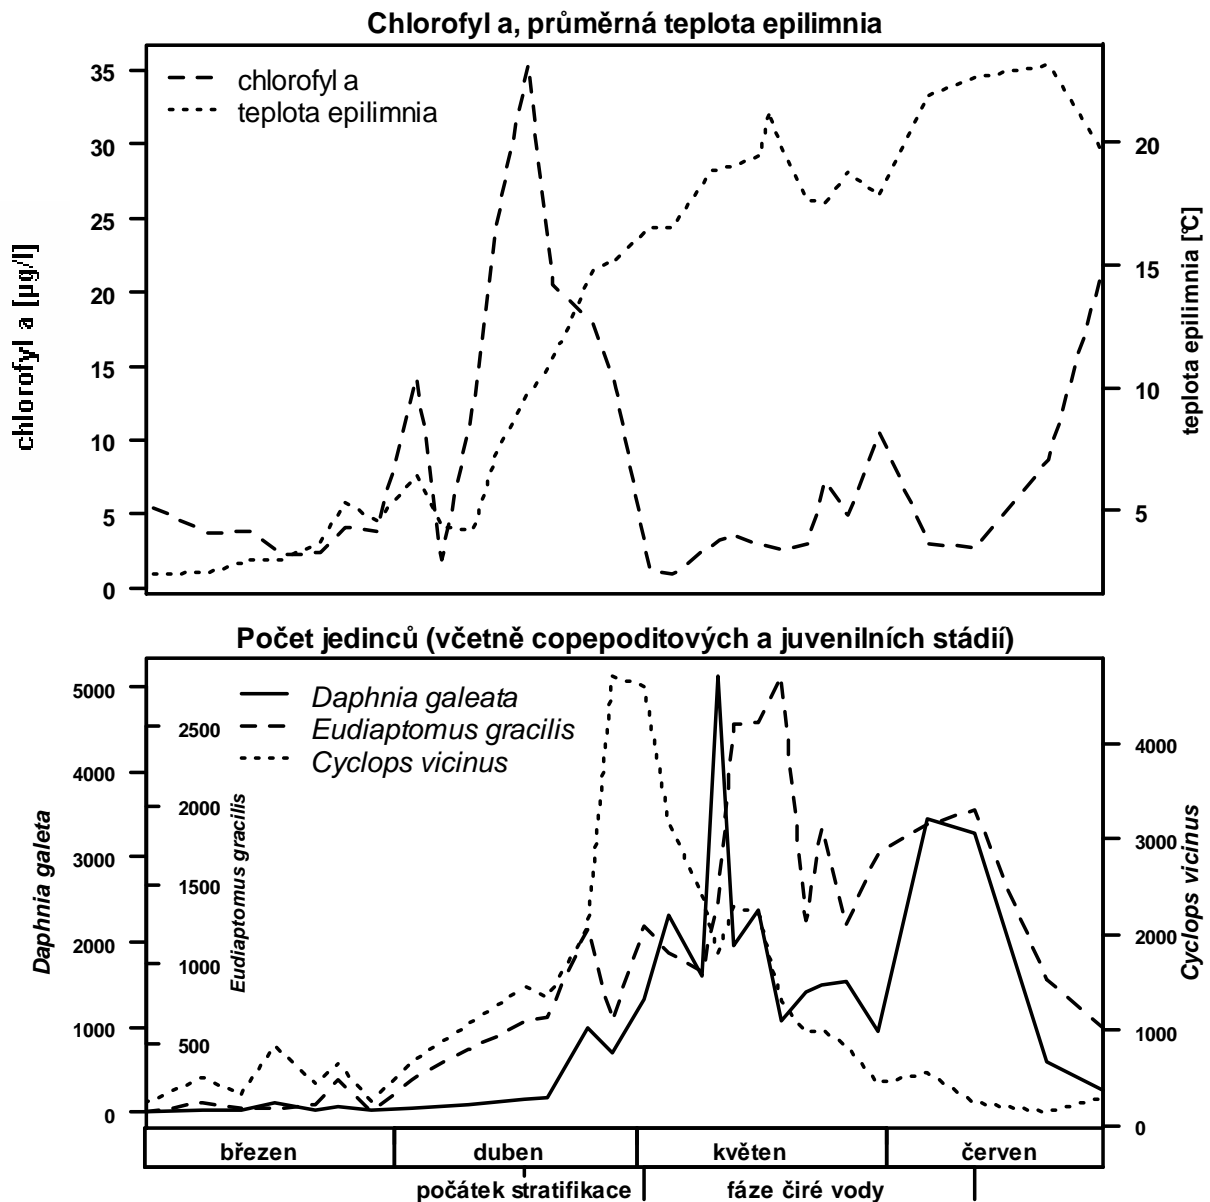 Chlorofyl a, průměrná teplota epilimnia
chlorofyl a
teplota epilimnia
35
30
25
20
15
10
5
0
chlorofyl a [µg/l]
20
15
10
5
teplota epilimnia [°C]
Počet jedinců (včetně copepoditových a juvenilních stádií)
Daphnia galeata
Eudiaptomus gracilis
Cyclops vicinus
5000
4000
3000
2000
1000
0
Daphnia galeta
2500
2000
1500
1000
500
Eudiaptomus gracilis
4000
3000
2000
1000
0
Cyclops vicinus
březen duben květen červen
počátek stratifikace fáze čiré vody